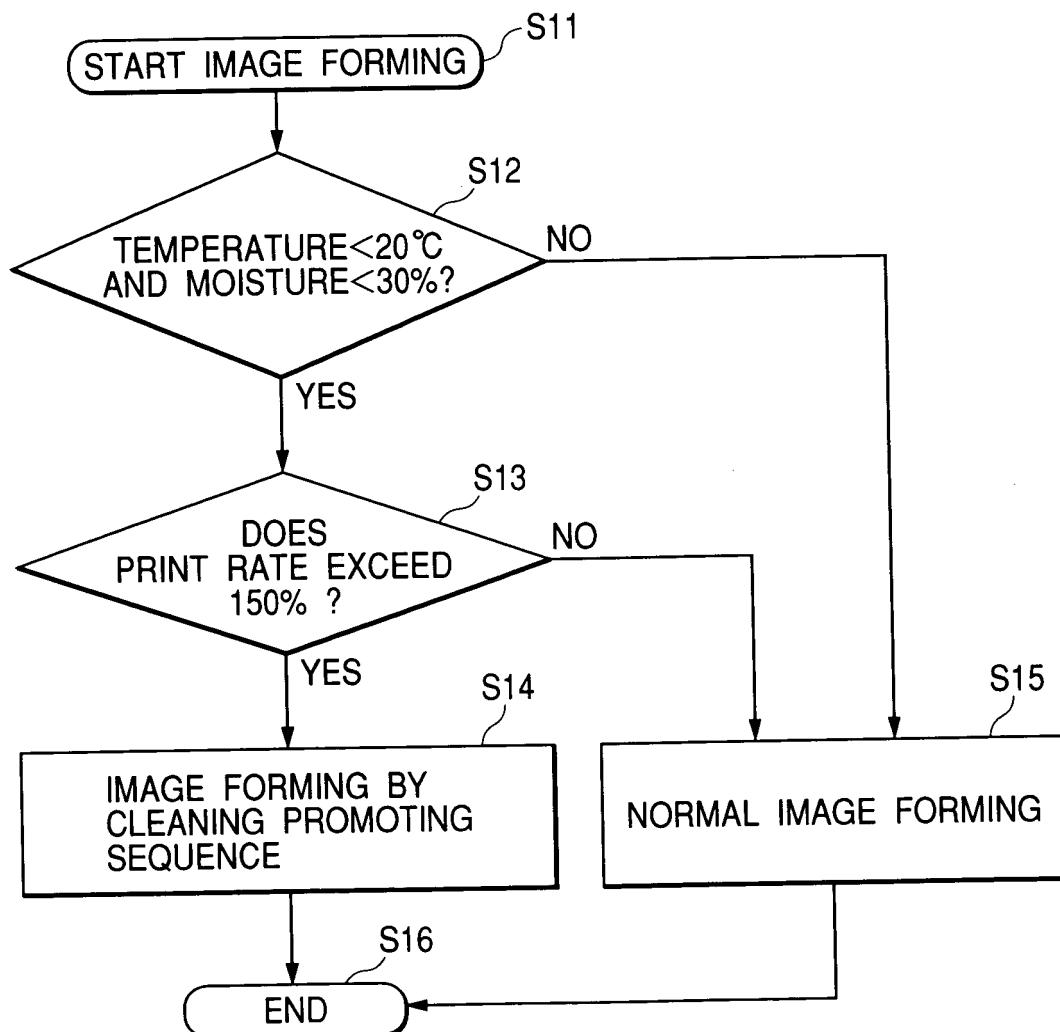 S11
START IMAGE FORMING
S12
TEMPERATURE<20°C
AND MOISTURE<30%?
NO
YES
S13
DOES
PRINT RATE EXCEED
150% ?
NO
YES
S14
IMAGE FORMING BY
CLEANING PROMOTING
SEQUENCE
S15
NORMAL IMAGE FORMING
S16
END